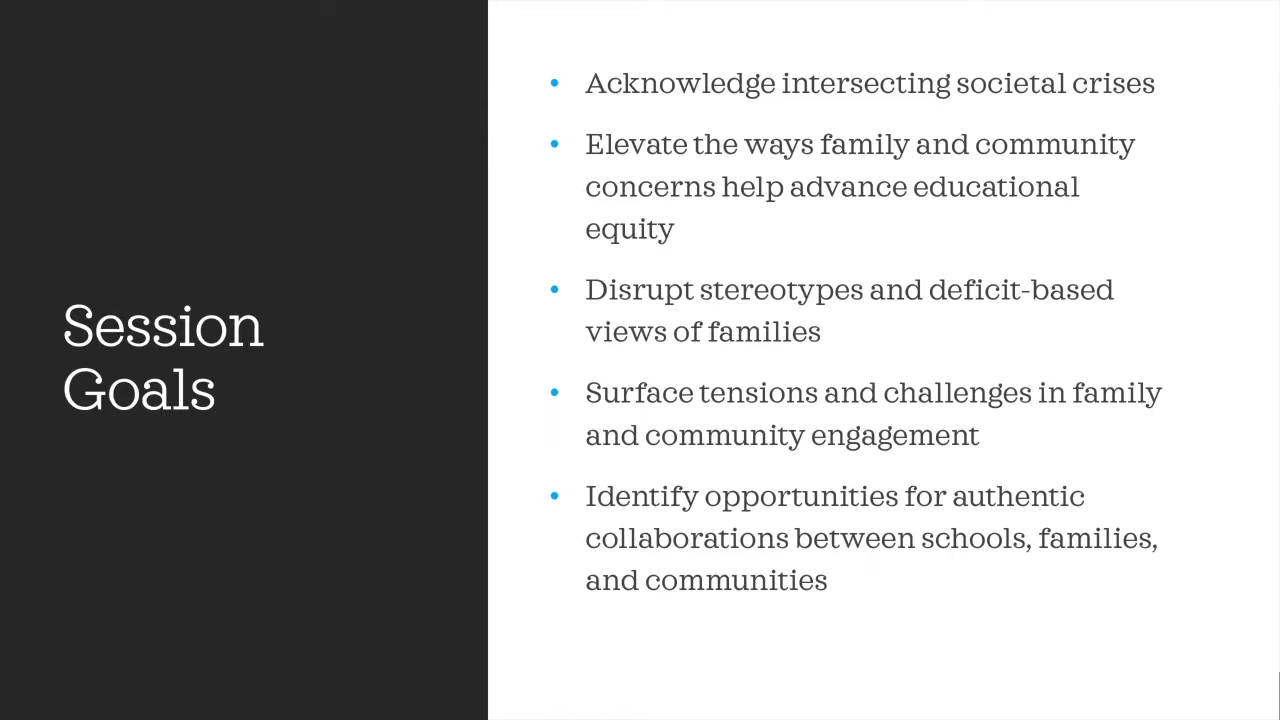 Session
Goals
• Acknowledge intersecting societal crises
• Elevate the ways family and community
concerns help advance educational
equity
• Disrupt stereotypes and deficit-based
views of families
• Surface tensions and challenges in family
and community engagement
• Identify opportunities for authentic
collaborations between schools, families,
and communities